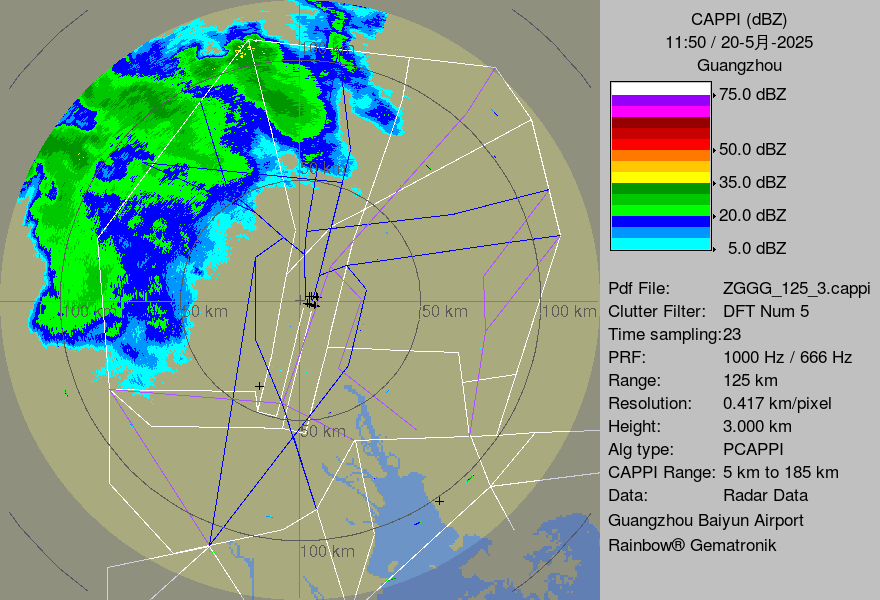 CAPPI (dBZ)
11:50 / 20-5月-2025
Guangzhou
75.0 dBZ
50.0 dBZ
35.0 dBZ
20.0 dBZ
5.0 dBZ
Pdf File: ZGGG_125_3.cappi
Clutter Filter: DFT Num 5
Time sampling:23
PRF: 1000 Hz / 666 Hz
Range: 125 km
Resolution: 0.417 km/pixel
Height: 3.000 km
Alg type: PCAPPI
CAPPI Range: 5 km to 185 km
Data: Radar Data
Guangzhou Baiyun Airport
Rainbow® Gematronik
100 km
50 km
100 km
50 km
50 km
100 km
50 km
100 km